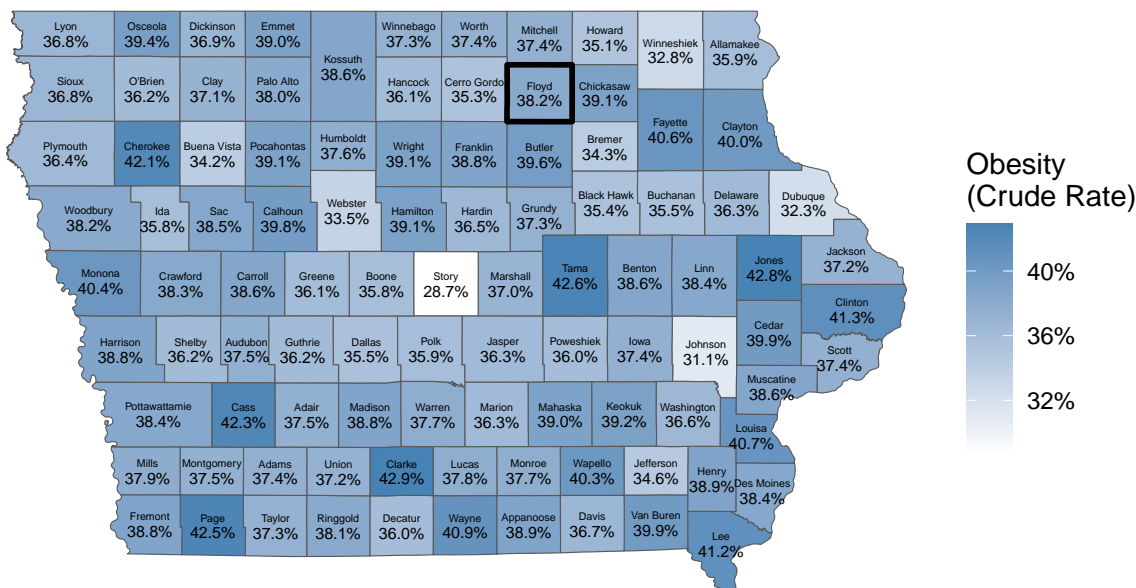 Lyon
36.8%
Osceola
39.4%
Dickinson
36.9%
Emmet
39.0%
Kossuth
38.6%
Winnebago
37.3%
Worth
37.4%
Mitchell
37.4%
Howard
35.1%
Winneshiek
32.8%
Allamakee
35.9%
Sioux
36.8%
O'Brien
36.2%
Clay
37.1%
Palo Alto
38.0%
Hancock
36.1%
Cerro Gordo
35.3%
Floyd
38.2%
Chickasaw
39.1%
Fayette
40.6%
Clayton
40.0%
Plymouth
36.4%
Cherokee
42.1%
Buena Vista
34.2%
Pocahontas
39.1%
Humboldt
37.6%
Wright
39.1%
Franklin
38.8%
Butler
39.6%
Bremer
34.3%
Woodbury
38.2%
Ida
35.8%
Sac
38.5%
Calhoun
39.8%
Webster
33.5%
Hamilton
39.1%
Hardin
36.5%
Grundy
37.3%
Black Hawk
35.4%
Buchanan
35.5%
Delaware
36.3%
Dubuque
32.3%
Monona
40.4%
Crawford
38.3%
Carroll
38.6%
Greene
36.1%
Boone
35.8%
Story
28.7%
Marshall
37.0%
Tama
42.6%
Benton
38.6%
Linn
38.4%
Jones
42.8%
Jackson
37.2%
Clinton
41.3%
Harrison
38.8%
Shelby
36.2%
Audubon
37.5%
Guthrie
36.2%
Dallas
35.5%
Polk
35.9%
Jasper
36.3%
Poweshiek
36.0%
Iowa
37.4%
Johnson
31.1%
Cedar
39.9%
Scott
37.4%
Muscatine
38.6%
Pottawattamie
38.4%
Cass
42.3%
Adair
37.5%
Madison
38.8%
Warren
37.7%
Marion
36.3%
Mahaska
39.0%
Keokuk
39.2%
Washington
36.6%
Louisa
40.7%
Mills
37.9%
Montgomery
37.5%
Adams
37.4%
Union
37.2%
Clarke
42.9%
Lucas
37.8%
Monroe
37.7%
Wapello
40.3%
Jefferson
34.6%
Henry
38.9%
Des Moines
38.4%
Fremont
38.8%
Page
42.5%
Taylor
37.3%
Ringgold
38.1%
Decatur
36.0%
Wayne
40.9%
Appanoose
38.9%
Davis
36.7%
Van Buren
39.9%
Lee
41.2%
Obesity
(Crude Rate)
40%
36%
32%